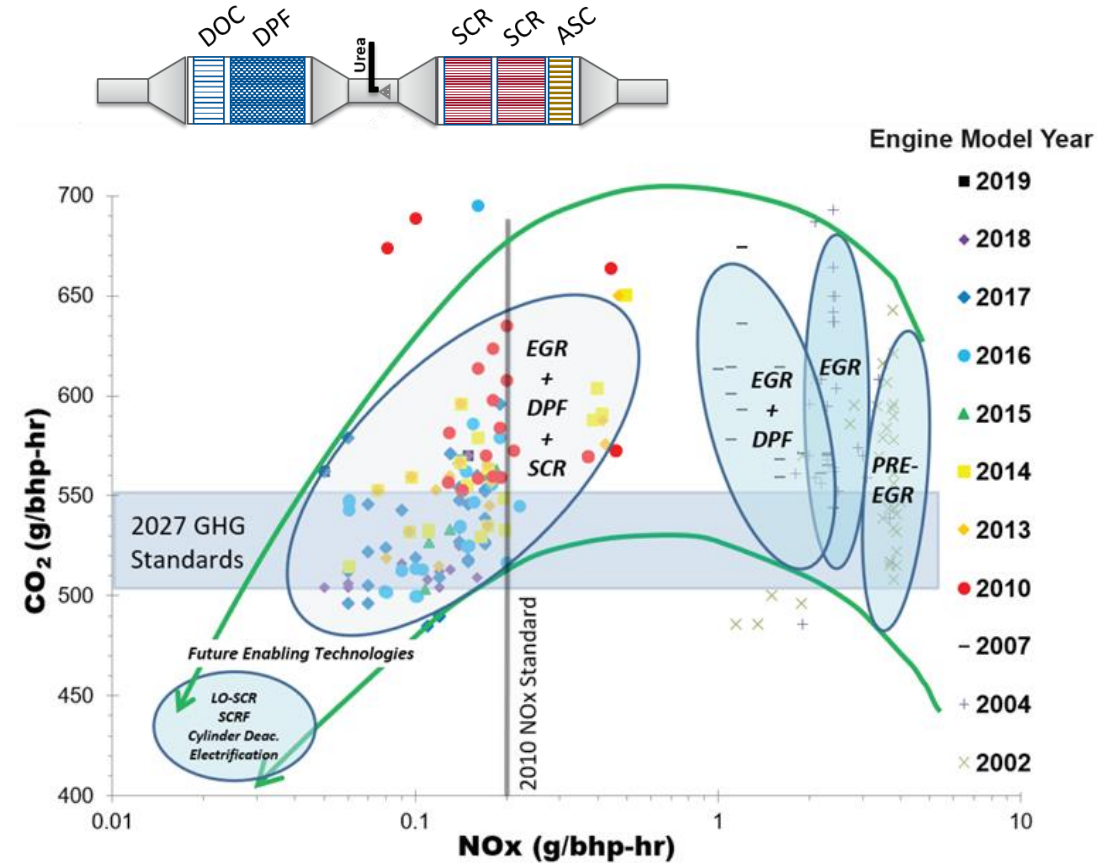 DOC DPF
Urea
SCR SCR ASC
Engine Model Year
2019
2018
2017
2016
2015
2014
2013
2010
2007
2004
2002
CO2 (g/bhp-hr)
700
650
600
550
500
450
400
EGR
+
DPF
+
SCR
EGR
+
DPF
EGR
PRE-
EGR
2027 GHG
Standards
2010 NOx Standard
Future Enabling Technologies
LO-SCR
SCRF
Cylinder Deac.
Electrification
0.01
0.1
1
10
NOx (g/bhp-hr)